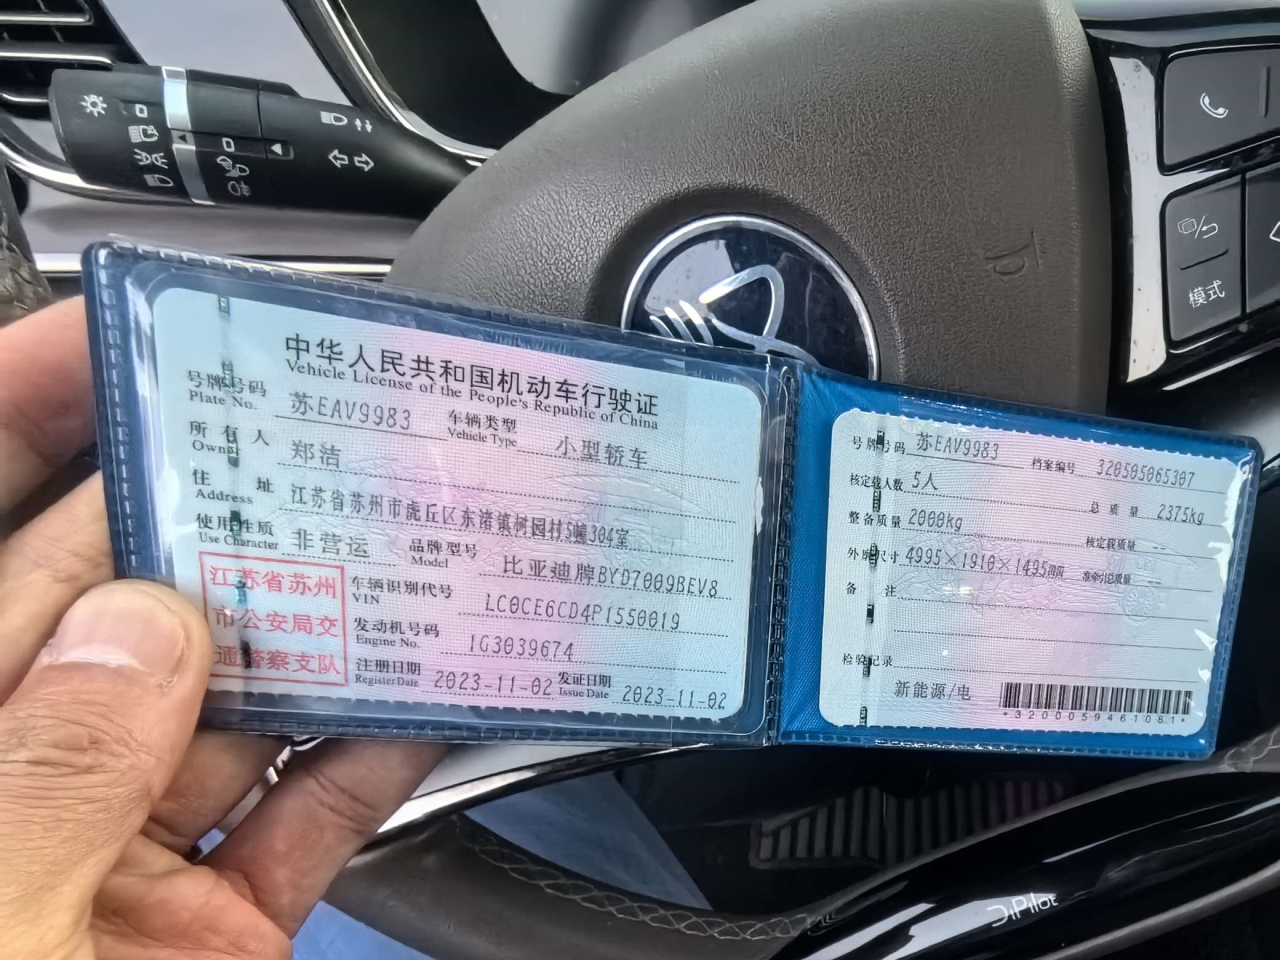 中华人民共和国机动车行驶证
Vehicle License of the People's Republic of China
号牌号码 苏EAV9983 车辆类型 小型轿车
Plate No. Vehicle Type
所有人 郑洁
Owner
住址 江苏省苏州市虎丘区东渚镇树园村5幢304室
Address
使用性质 非营运 品牌型号 比亚迪牌BYD7009BEV8
Use Character Model
江苏省苏州
市公安局交
通警察支队
车辆识别代号 LC0CE6CD4P1550019
VIN
发动机号码 1G3039674
Engine No.
注册日期 2023-11-02 发证日期 2023-11-02
Register Date Issue Date
号牌号码 苏EAV9983 档案编号 320505065307
核定载人数 5人 总质量 2375kg
整备质量 2000kg 核定载质量 --
外廓尺寸 4995×1910×1495mm 准牵引总质量 --
备注
检验记录
新能源/电
*3200059461081*
模式
DiPilot